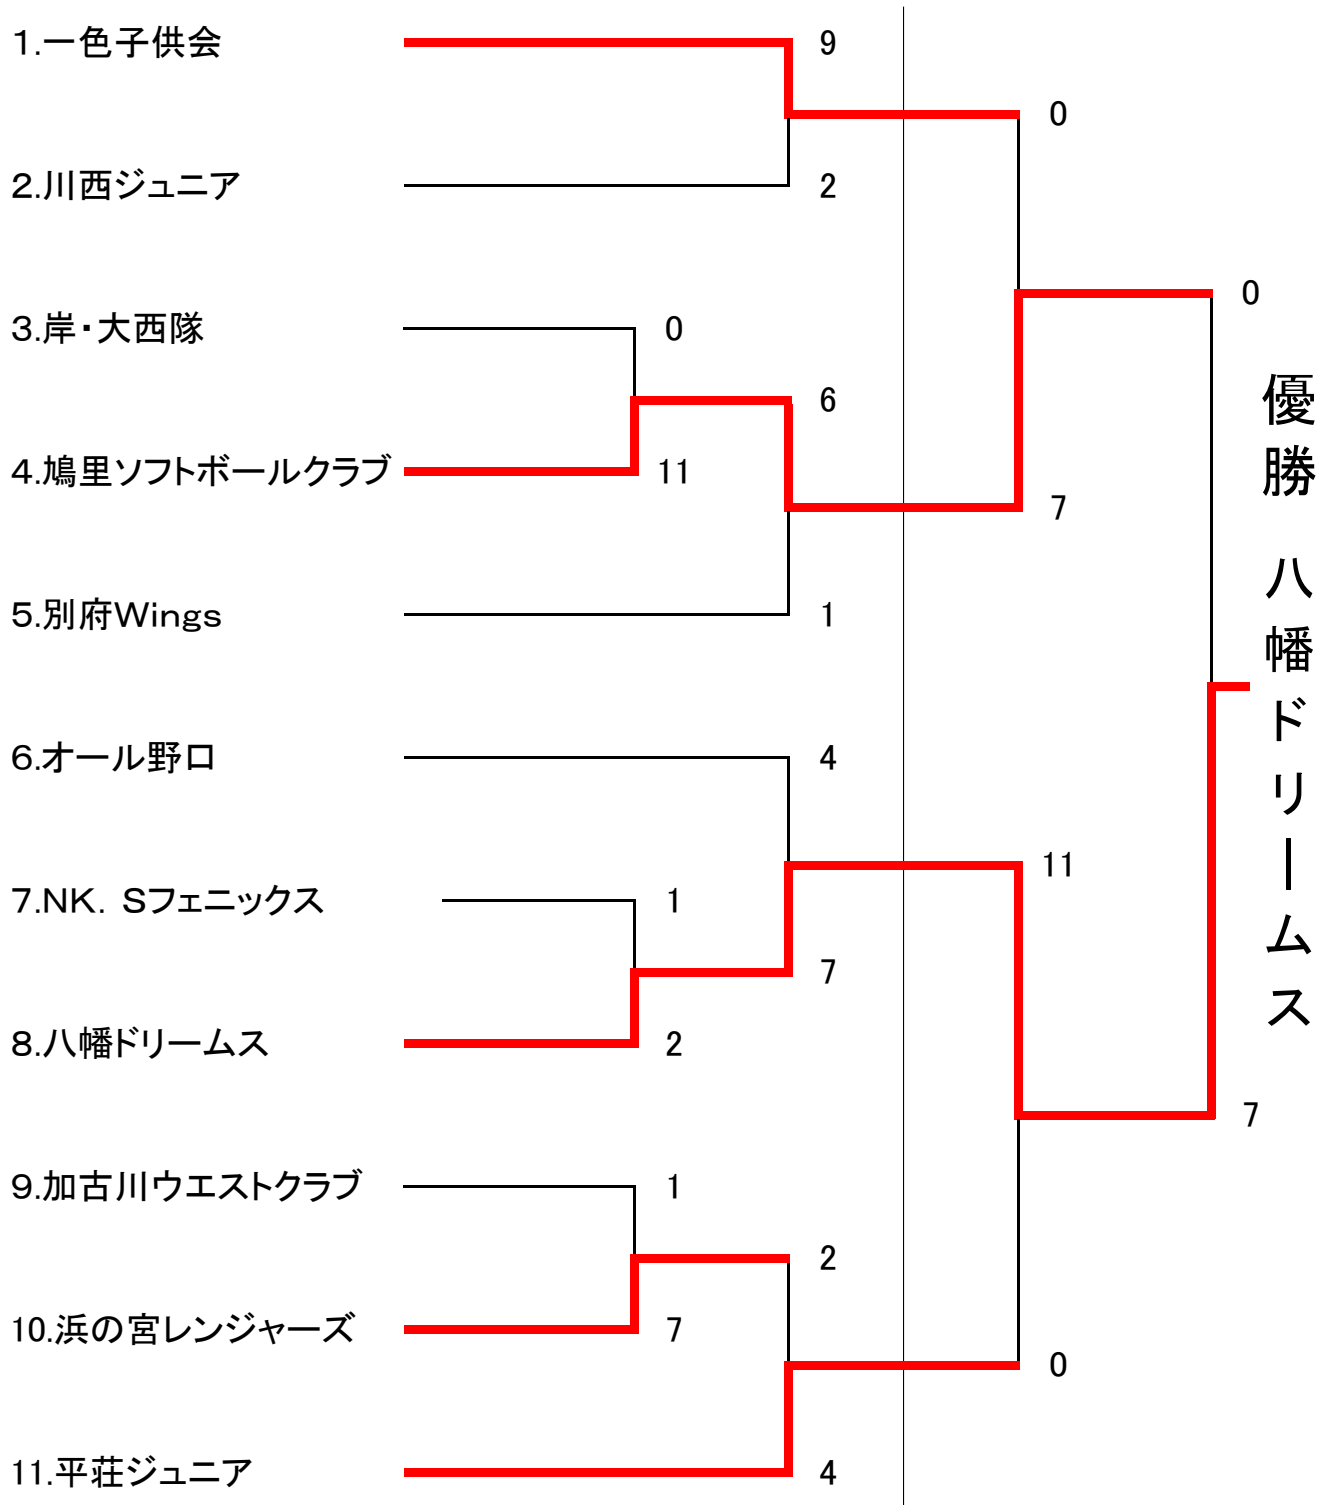 1.一色子供会
9
0
2.川西ジュニア
2
0
3.岸・大西隊
0
6
4.鳩里ソフトボールクラブ
11
7
5.別府Wings
1
6.オール野口
4
11
7.NK．Sフェニックス
1
7
8.八幡ドリームス
2
7
9.加古川ウエストクラブ
1
2
10.浜の宮レンジャーズ
7
0
11.平荘ジュニア
4
優勝 八幡ドリームス